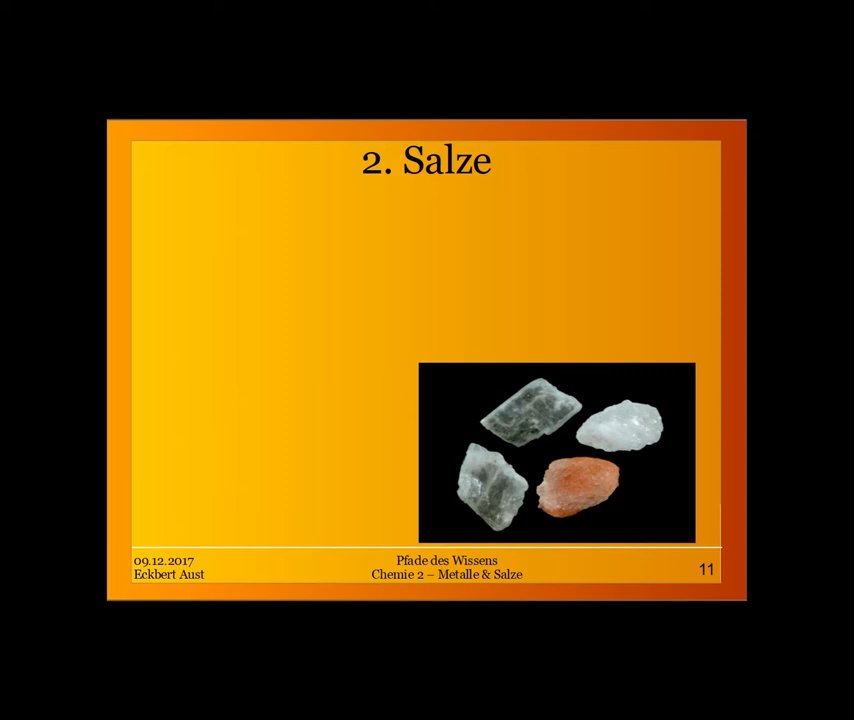 2. Salze
09.12.2017
Eckbert Aust
Pfade des Wissens
Chemie 2 – Metalle & Salze
11